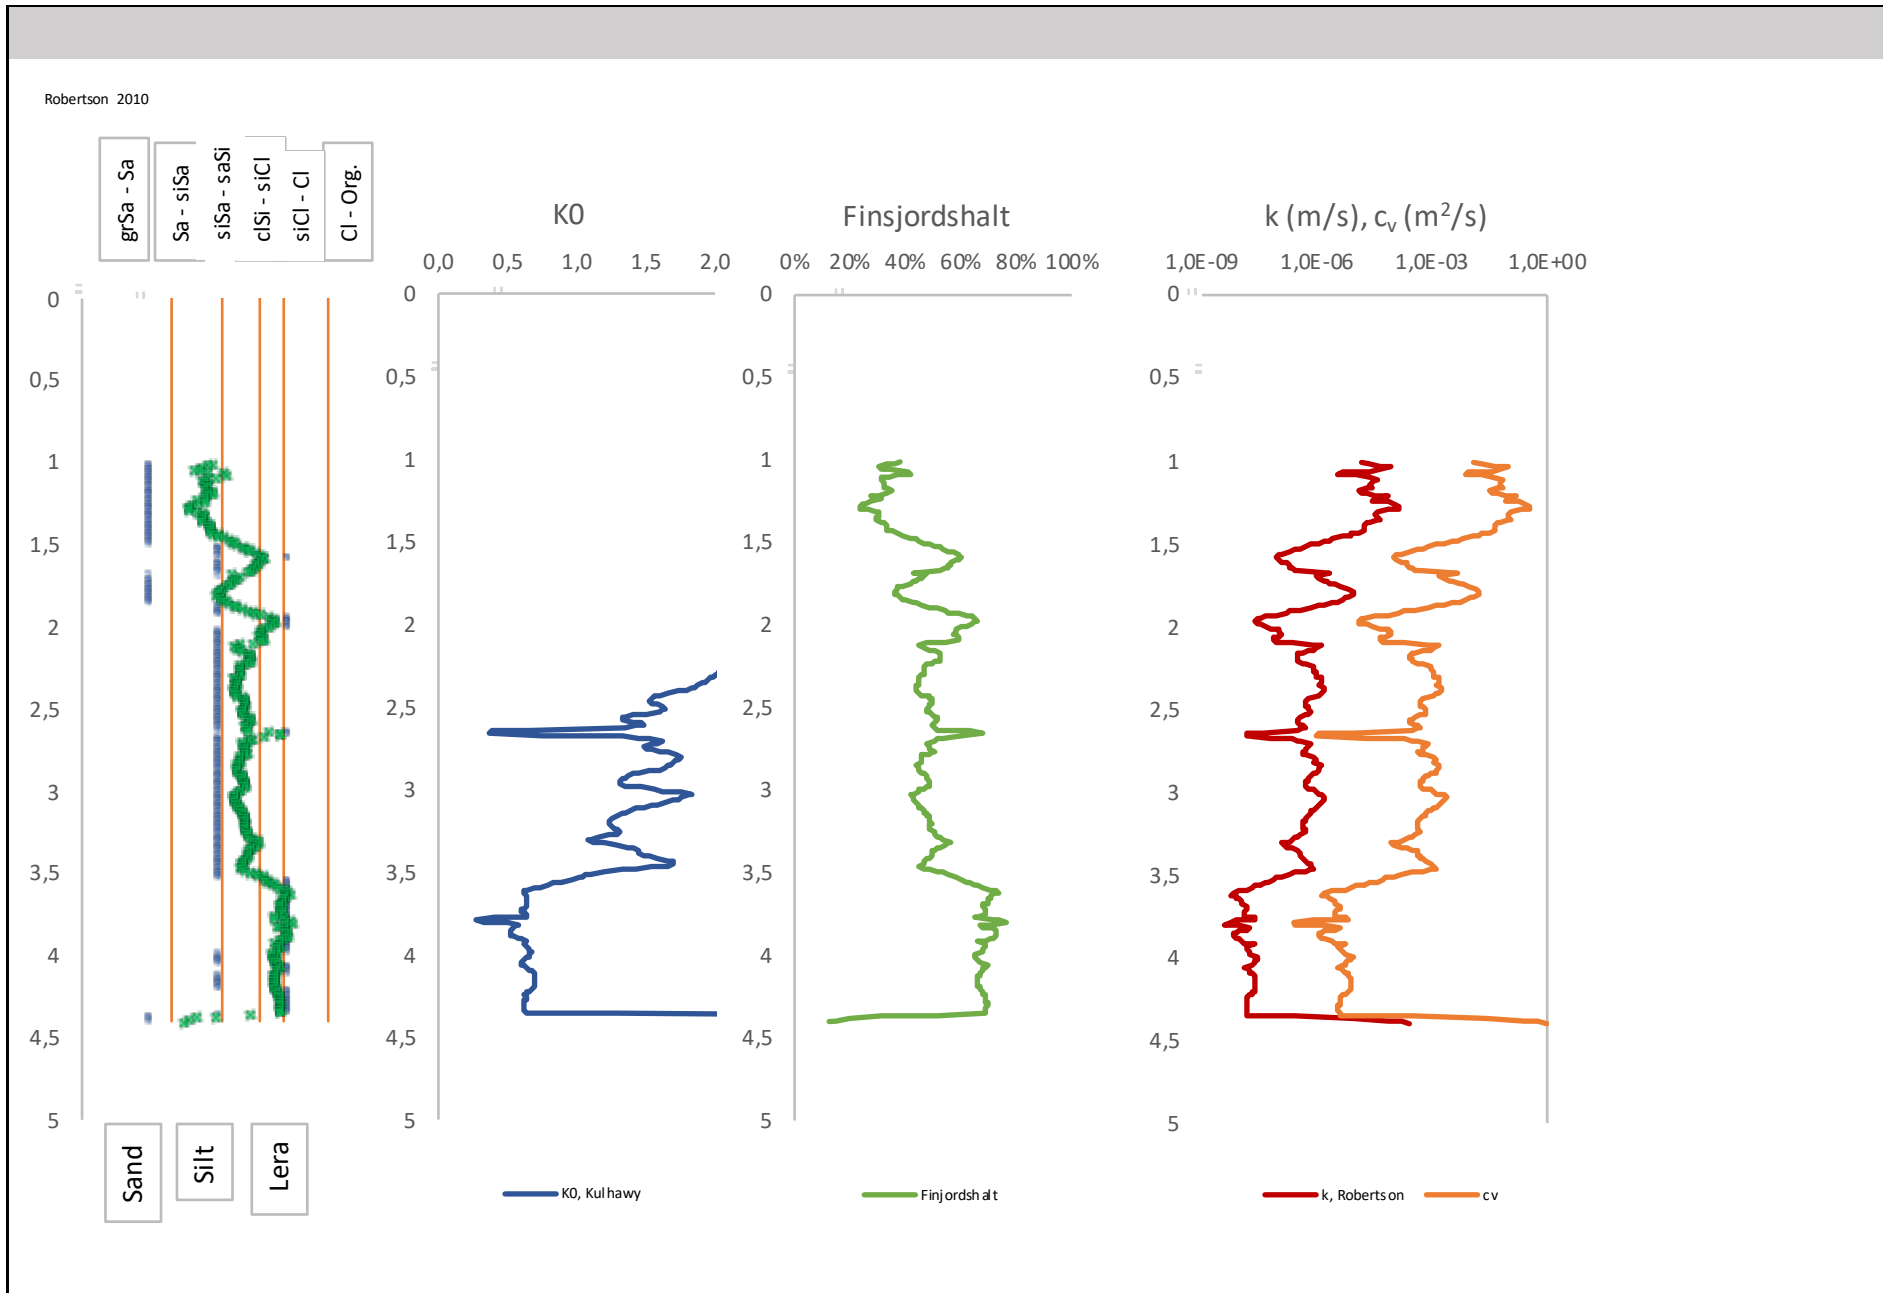 Robertson 2010
grSa - Sa
Sa - siSa
siSa - saSi
clSi - siCl
siCl - Cl
Cl - Org.
0
0,5
1
1,5
2
2,5
3
3,5
4
4,5
5
Sand
Silt
Lera
K0
0,0 0,5 1,0 1,5 2,0
0
0,5
1
1,5
2
2,5
3
3,5
4
4,5
5
K0, Kulhawy
Finsjordshalt
0% 20% 40% 60% 80% 100%
0
0,5
1
1,5
2
2,5
3
3,5
4
4,5
5
Finjordshalt
k (m/s), cv (m²/s)
1,0E-09 1,0E-06 1,0E-03 1,0E+00
0
0,5
1
1,5
2
2,5
3
3,5
4
4,5
5
k, Robertson cv